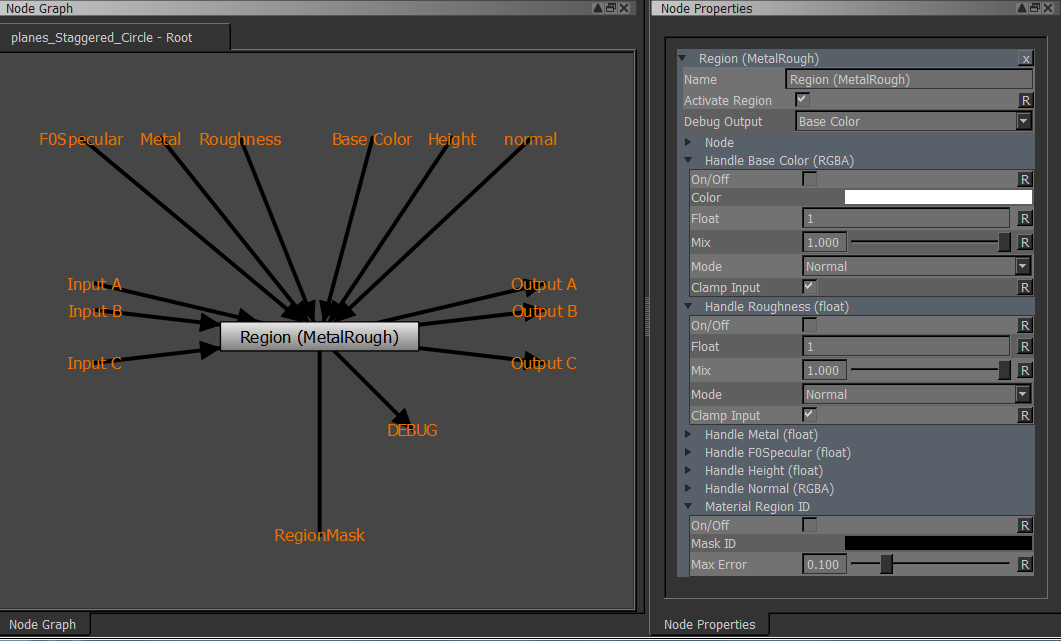 Node Graph
planes_Staggered_Circle - Root
F0Specular Metal Roughness Base Color Height normal
Input A Output A
Input B Output B
Region (MetalRough)
Input C Output C
DEBUG
RegionMask
Node Graph
Node Properties
Region (MetalRough) x
Name Region (MetalRough)
Activate Region R
Debug Output Base Color
Node
Handle Base Color (RGBA)
On/Off R
Color
Float 1 R
Mix 1.000 R
Mode Normal
Clamp Input R
Handle Roughness (float)
On/Off R
Float 1 R
Mix 1.000 R
Mode Normal
Clamp Input R
Handle Metal (float)
Handle F0Specular (float)
Handle Height (float)
Handle Normal (RGBA)
Material Region ID
On/Off R
Mask ID
Max Error 0.100 R
Node Properties